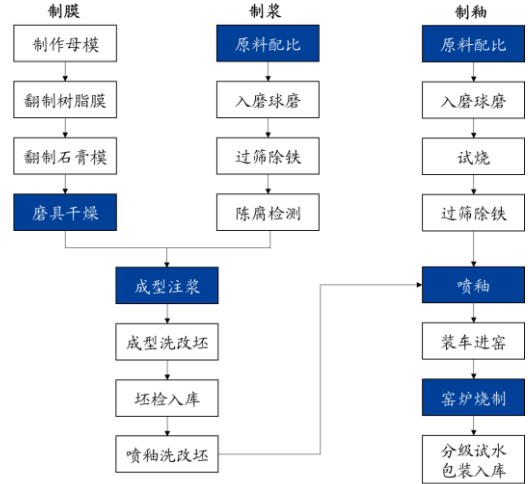 制膜
制浆
制釉
制作母模
翻制树脂膜
翻制石膏模
磨具干燥
原料配比
入磨球磨
过筛除铁
陈腐检测
原料配比
入磨球磨
试烧
过筛除铁
成型注浆
成型洗改坯
坯检入库
喷釉洗改坯
喷釉
装车进窑
窑炉烧制
分级试水
包装入库